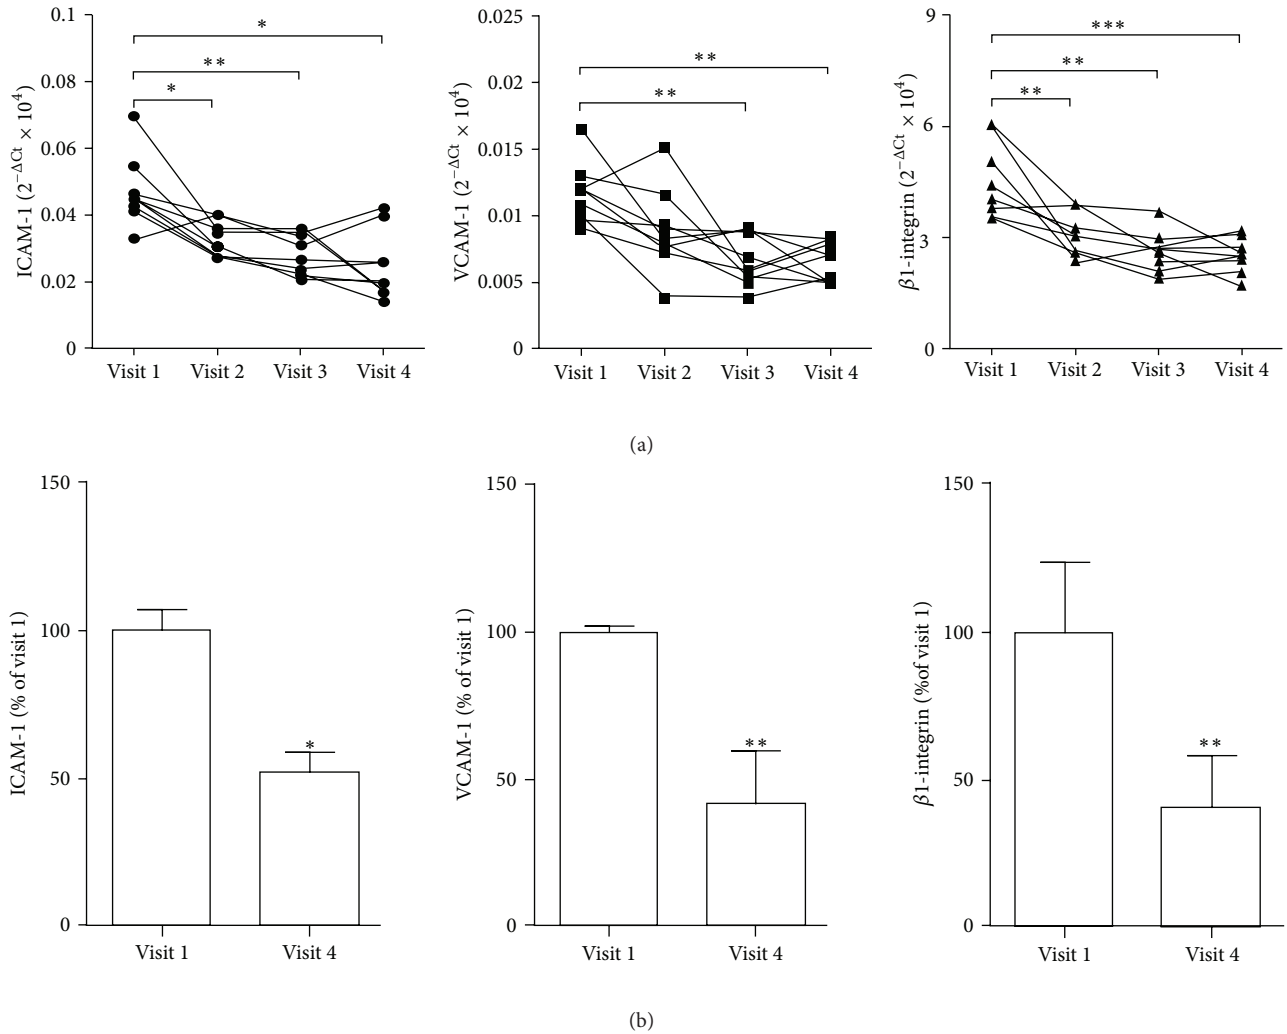 ICAM-1 (2^−ΔCt × 10^4)
0.1
0.08
0.06
0.04
0.02
0
*
**
*
Visit 1 Visit 2 Visit 3 Visit 4
VCAM-1 (2^−ΔCt × 10^4)
0.025
0.02
0.015
0.01
0.005
0
**
**
Visit 1 Visit 2 Visit 3 Visit 4
β1-integrin (2^−ΔCt × 10^4)
9
6
3
0
***
**
**
Visit 1 Visit 2 Visit 3 Visit 4
(a)
ICAM-1 (% of visit 1)
150
100
50
0
*
Visit 1 Visit 4
VCAM-1 (% of visit 1)
150
100
50
0
**
Visit 1 Visit 4
β1-integrin (%of visit 1)
150
100
50
0
**
Visit 1 Visit 4
(b)